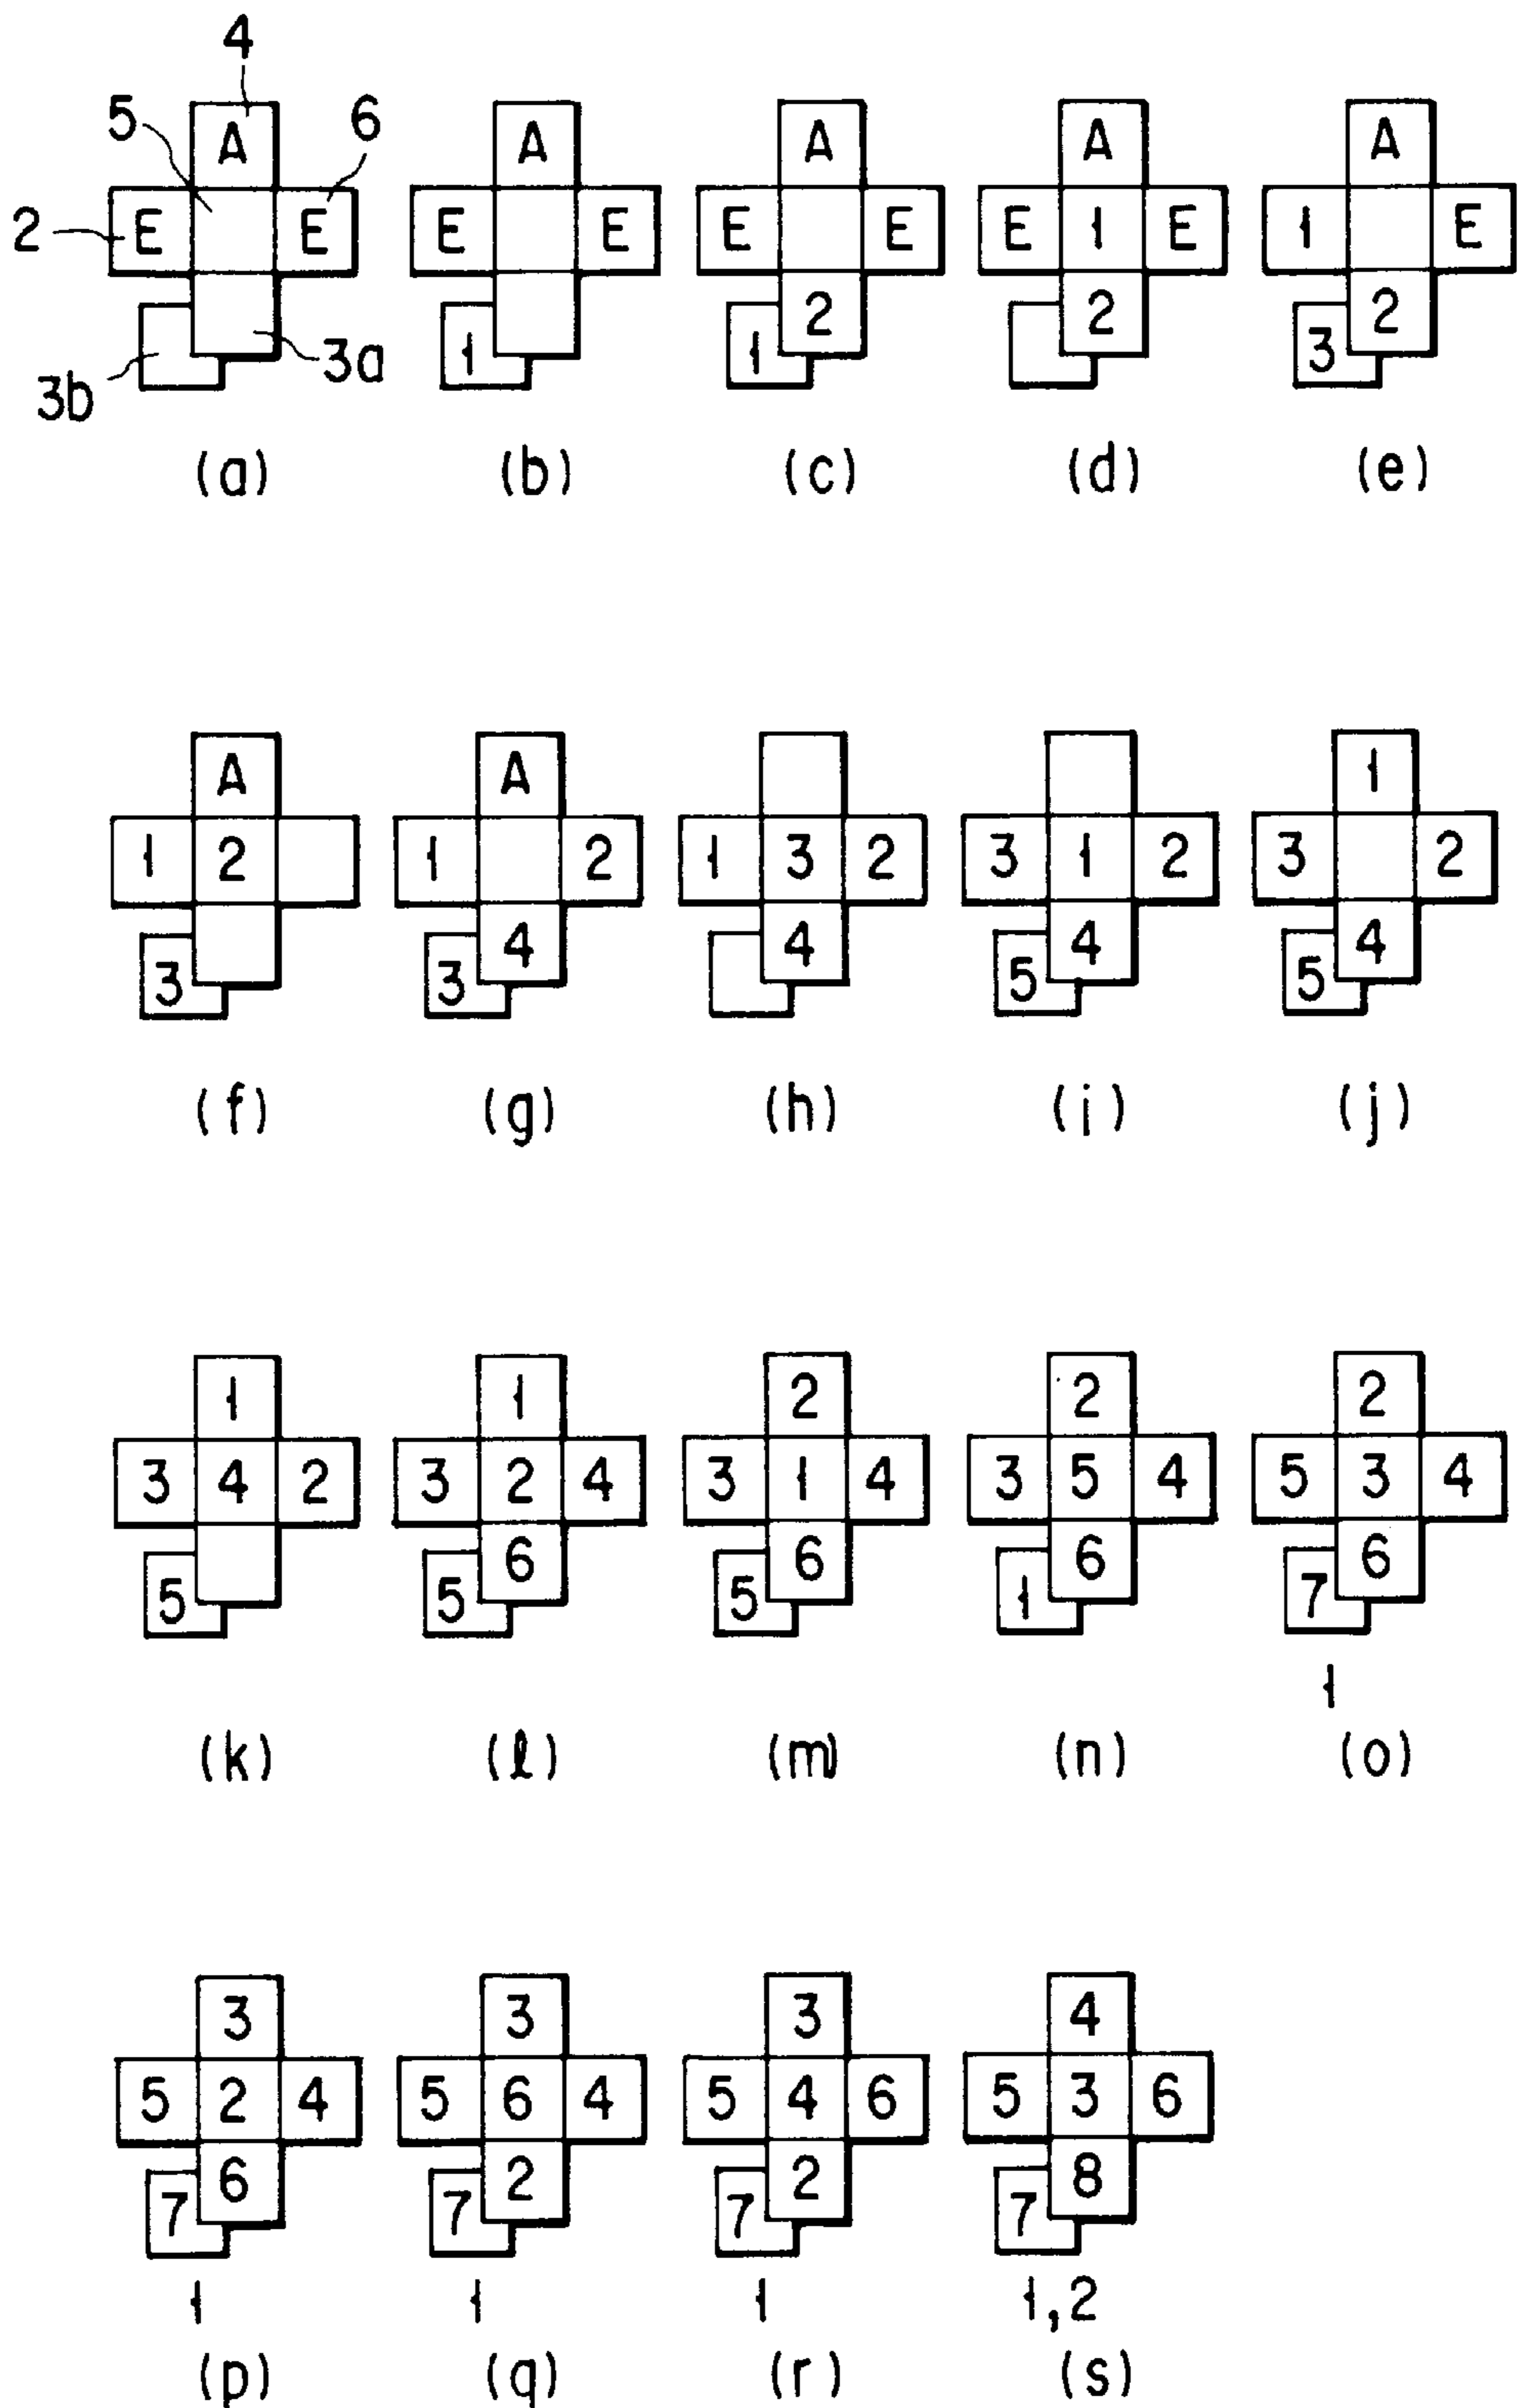 4
5 A 6 A A A A
2 E E E E E E E 1 E 1 E
3b 3a 1 1 2 2 3 2
(a) (b) (c) (d) (e)
A A 1
1 2 1 2 1 3 2 3 1 2 3 2
3 3 4 4 5 4 5 4
(f) (g) (h) (i) (j)
1 1 2 2 2
3 4 2 3 2 4 3 1 4 3 5 4 5 3 4
5 5 6 5 6 1 6 7 6
1
(k) (l) (m) (n) (o)
3 3 3 4
5 2 4 5 6 4 5 4 6 5 3 6
7 6 7 2 7 2 7 8
1 1 1 1,2
(p) (q) (r) (s)